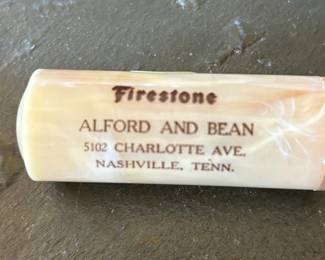 Firestone
ALFORD AND BEAN
5102 CHARLOTTE AVE.
NASHVILLE, TENN.